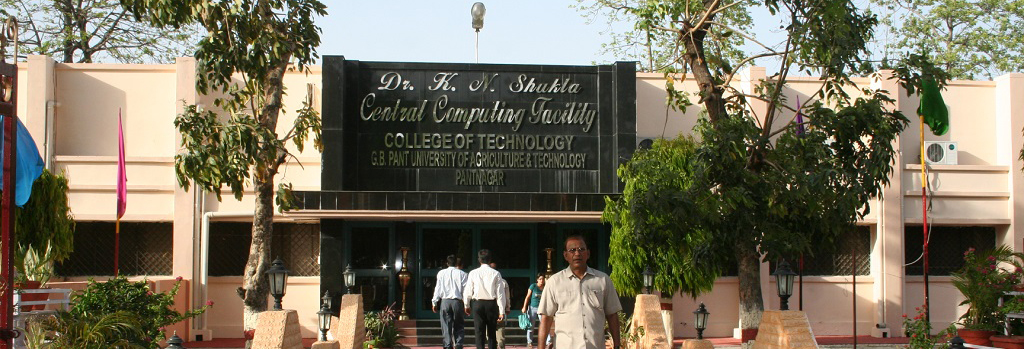 Dr. K. N. Shukla
Central Computing Facility
COLLEGE OF TECHNOLOGY
G.B. PANT UNIVERSITY OF AGRICULTURE & TECHNOLOGY
PANTNAGAR